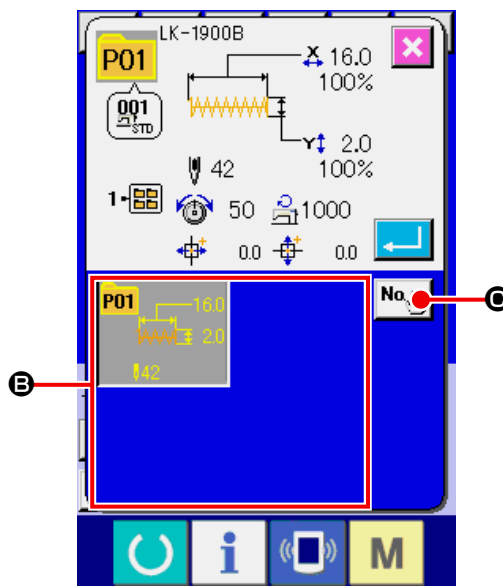 LK-1900B
P01
X 16.0
100%
001
STD
Y 2.0
100%
42
1
50
1000
0.0
0.0
P01
16.0
2.0
42
No.
B
C
i
M